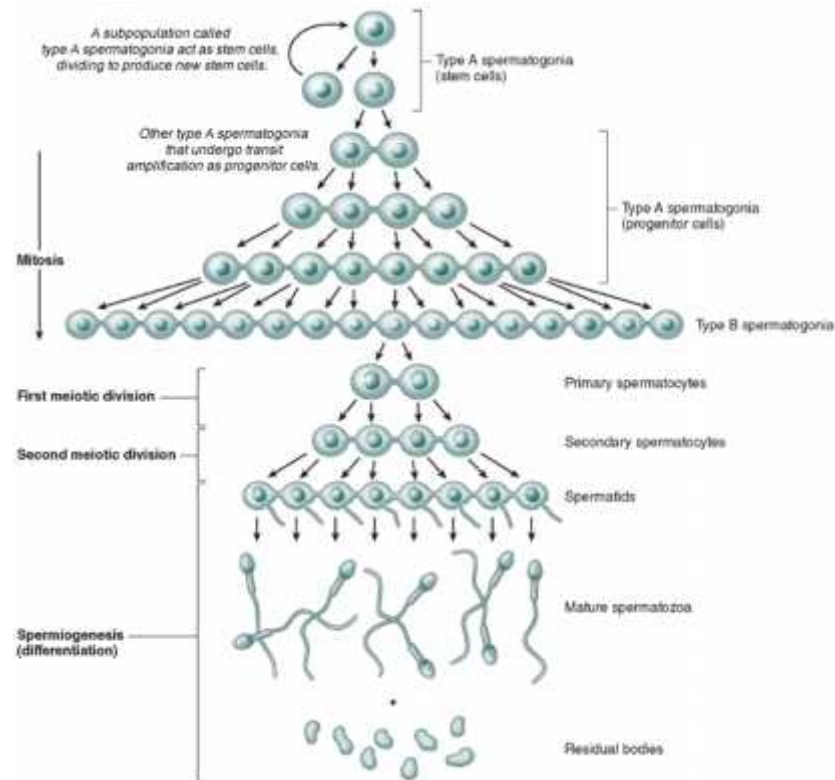 A subpopulation called
type A spermatogonia act as stem cells,
dividing to produce new stem cells.
Type A spermatogonia
(stem cells)
Other type A spermatogonia
that undergo transit
amplification as progenitor cells.
Type A spermatogonia
(progenitor cells)
Mitosis
Type B spermatogonia
First meiotic division
Primary spermatocytes
Second meiotic division
Secondary spermatocytes
Spermatids
Mature spermatozoa
Spermiogenesis
(differentiation)
Residual bodies